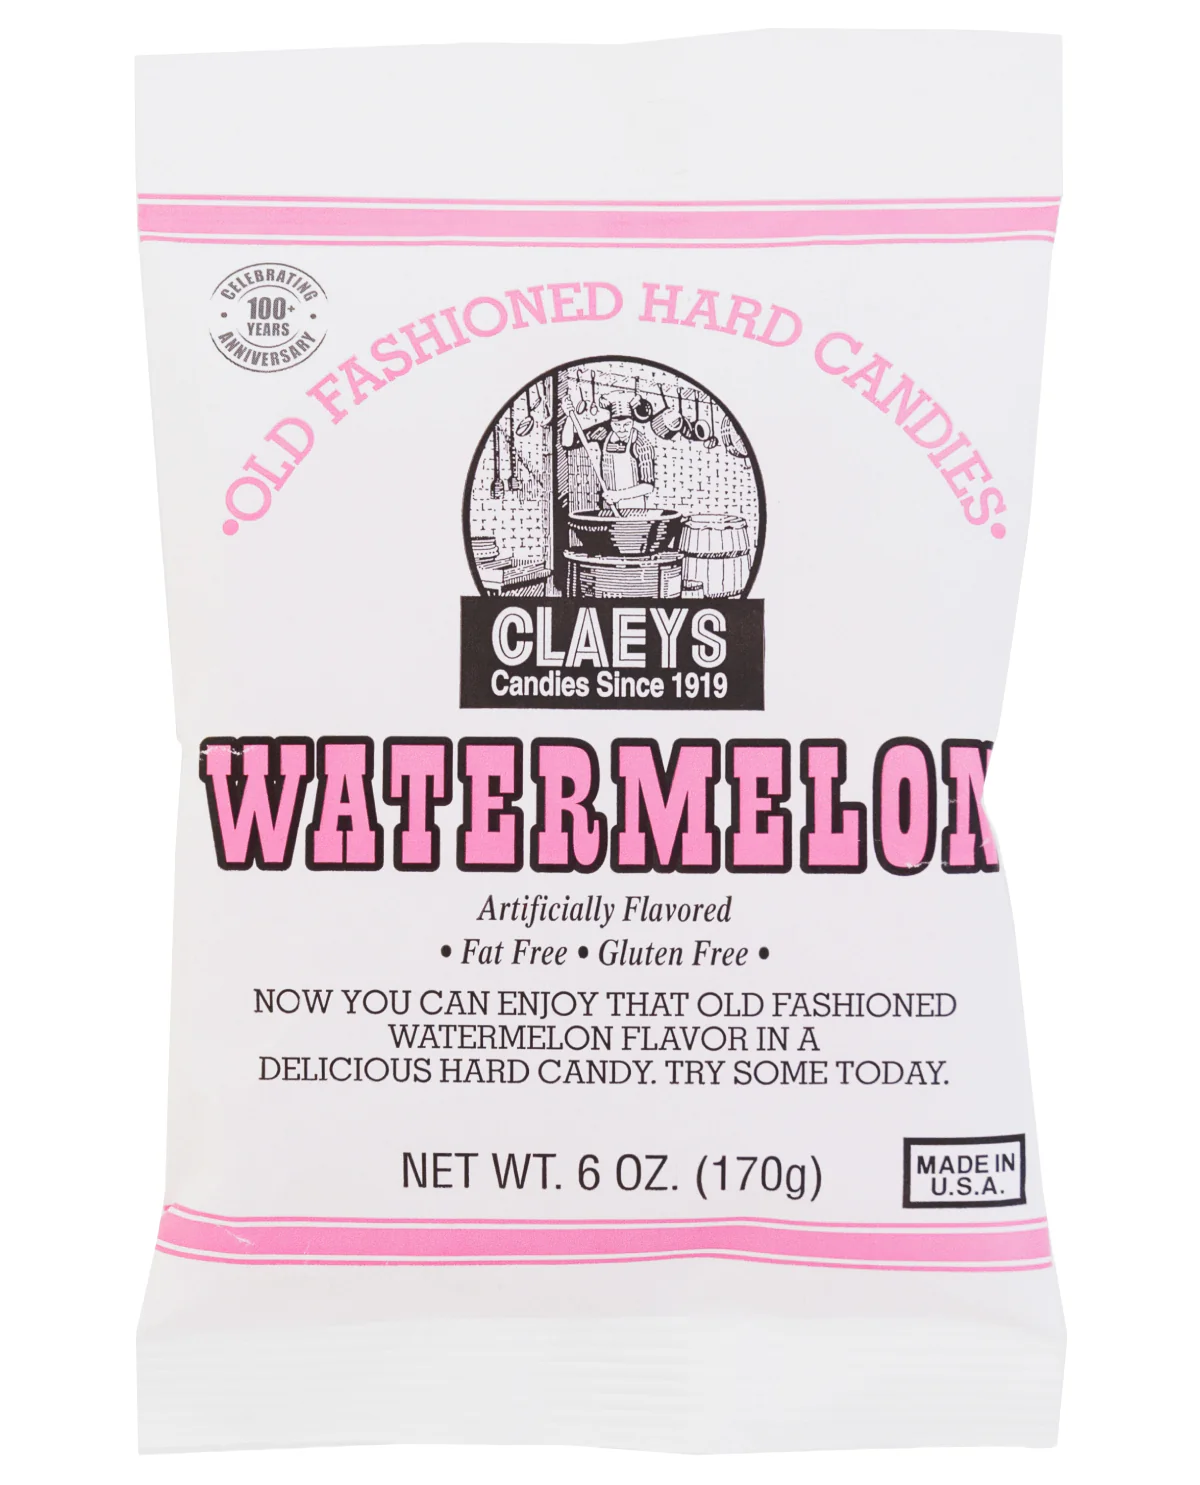 CELEBRATING
100+
YEARS
ANNIVERSARY
•OLD FASHIONED HARD CANDIES•
CLAEYS
Candies Since 1919
WATERMELON
Artificially Flavored
• Fat Free • Gluten Free •
NOW YOU CAN ENJOY THAT OLD FASHIONED
WATERMELON FLAVOR IN A
DELICIOUS HARD CANDY. TRY SOME TODAY.
NET WT. 6 OZ. (170g)
MADE IN
U.S.A.